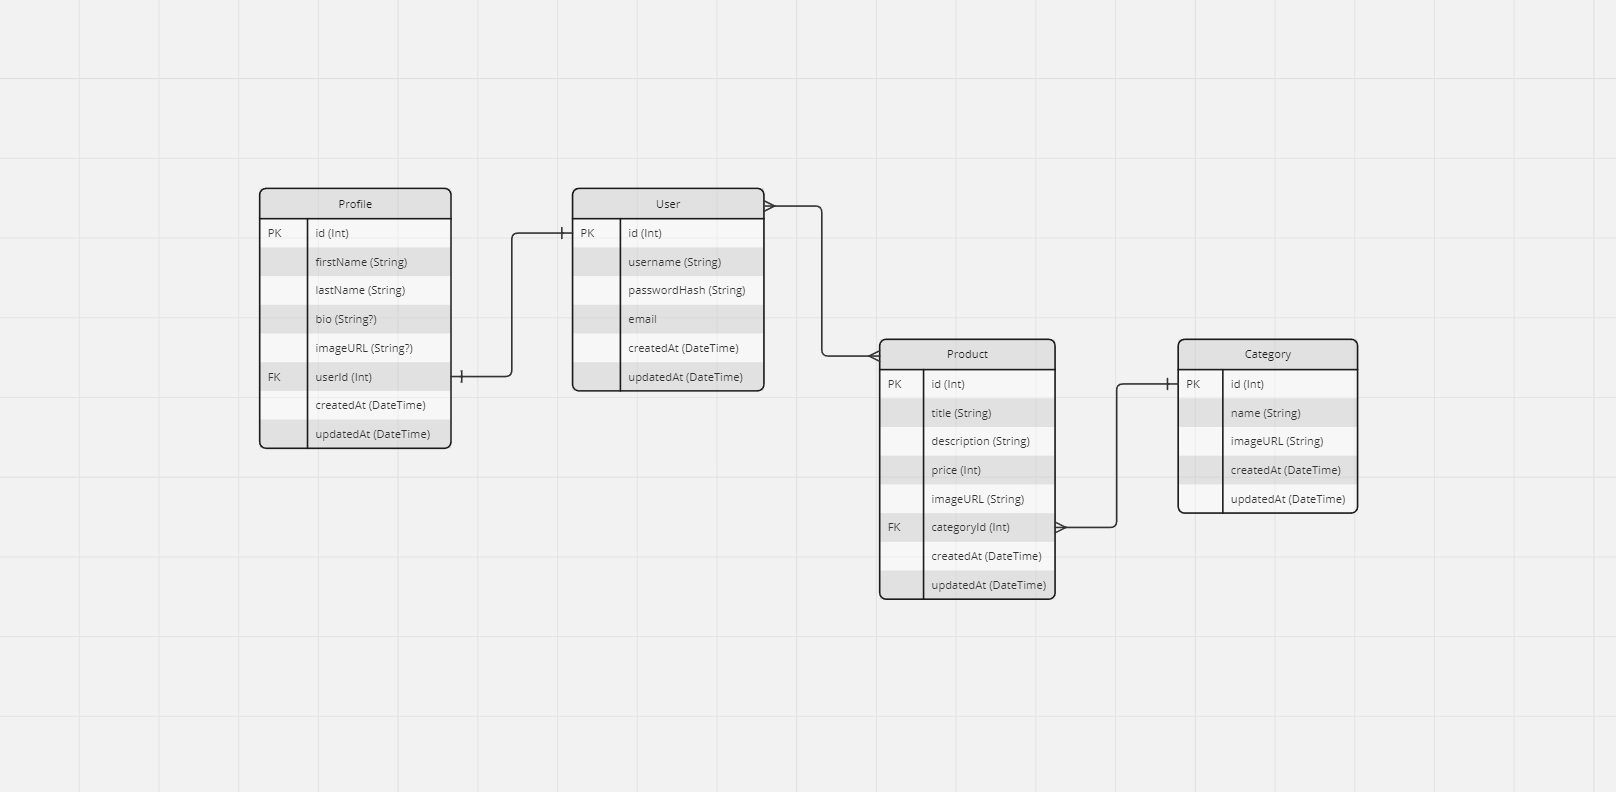 Profile
PK id (Int)
firstName (String)
lastName (String)
bio (String?)
imageURL (String?)
FK userId (Int)
createdAt (DateTime)
updatedAt (DateTime)
User
PK id (Int)
username (String)
passwordHash (String)
email
createdAt (DateTime)
updatedAt (DateTime)
Product
PK id (Int)
title (String)
description (String)
price (Int)
imageURL (String)
FK categoryId (Int)
createdAt (DateTime)
updatedAt (DateTime)
Category
PK id (Int)
name (String)
imageURL (String)
createdAt (DateTime)
updatedAt (DateTime)